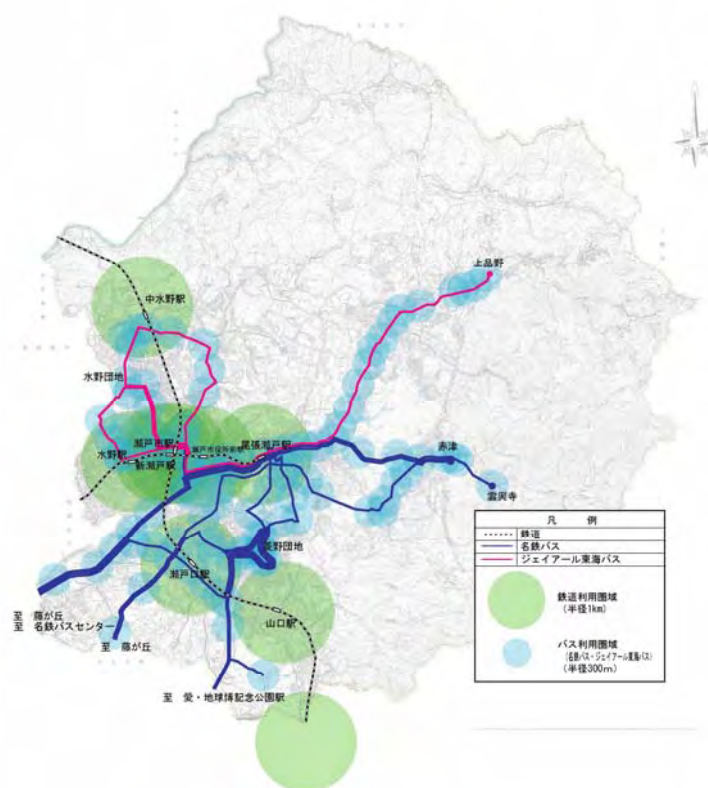 上品野
中水野駅
水野団地
瀬戸市駅
瀬戸市役所前駅
尾張瀬戸駅
水野駅
新瀬戸駅
赤津
雲興寺
菱野団地
瀬戸口駅
山口駅
至　藤が丘
至　名鉄バスセンター
至　藤が丘
至　愛・地球博記念公園駅
凡　例
鉄道
名鉄バス
ジェイアール東海バス
鉄道利用圏域
（半径1km）
バス利用圏域
（名鉄バス・ジェイアール東海バス）
（半径300m）